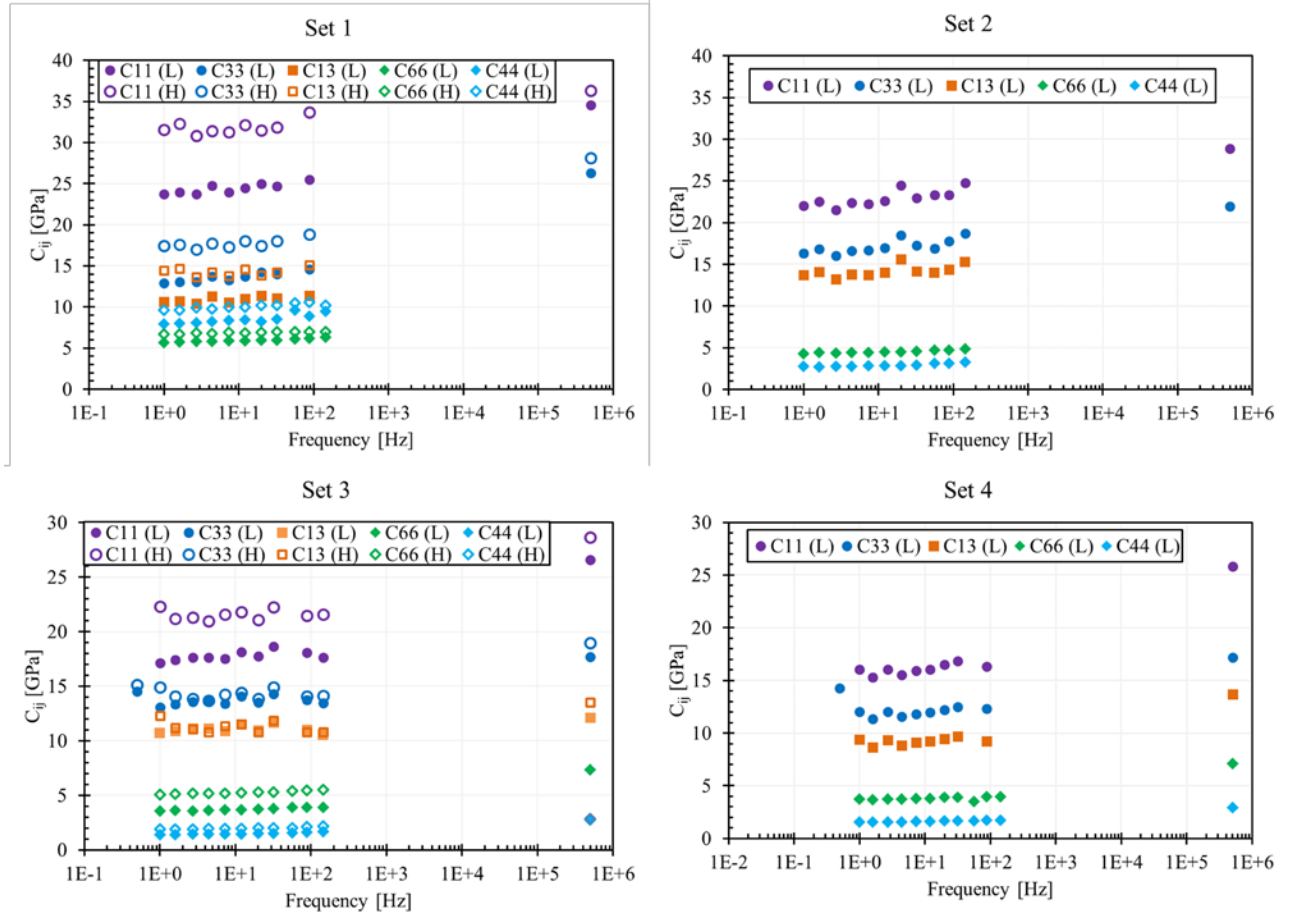 Set 1
C11 (L) C33 (L) C13 (L) C66 (L) C44 (L)
C11 (H) C33 (H) C13 (H) C66 (H) C44 (H)
40
35
30
25
20
15
10
5
0
Cij [GPa]
1E-1 1E+0 1E+1 1E+2 1E+3 1E+4 1E+5 1E+6
Frequency [Hz]
Set 2
C11 (L) C33 (L) C13 (L) C66 (L) C44 (L)
40
35
30
25
20
15
10
5
0
Cij [GPa]
1E-1 1E+0 1E+1 1E+2 1E+3 1E+4 1E+5 1E+6
Frequency [Hz]
Set 3
C11 (L) C33 (L) C13 (L) C66 (L) C44 (L)
C11 (H) C33 (H) C13 (H) C66 (H) C44 (H)
30
25
20
15
10
5
0
Cij [GPa]
1E-1 1E+0 1E+1 1E+2 1E+3 1E+4 1E+5 1E+6
Frequency [Hz]
Set 4
C11 (L) C33 (L) C13 (L) C66 (L) C44 (L)
30
25
20
15
10
5
0
Cij [GPa]
1E-2 1E-1 1E+0 1E+1 1E+2 1E+3 1E+4 1E+5 1E+6
Frequency [Hz]